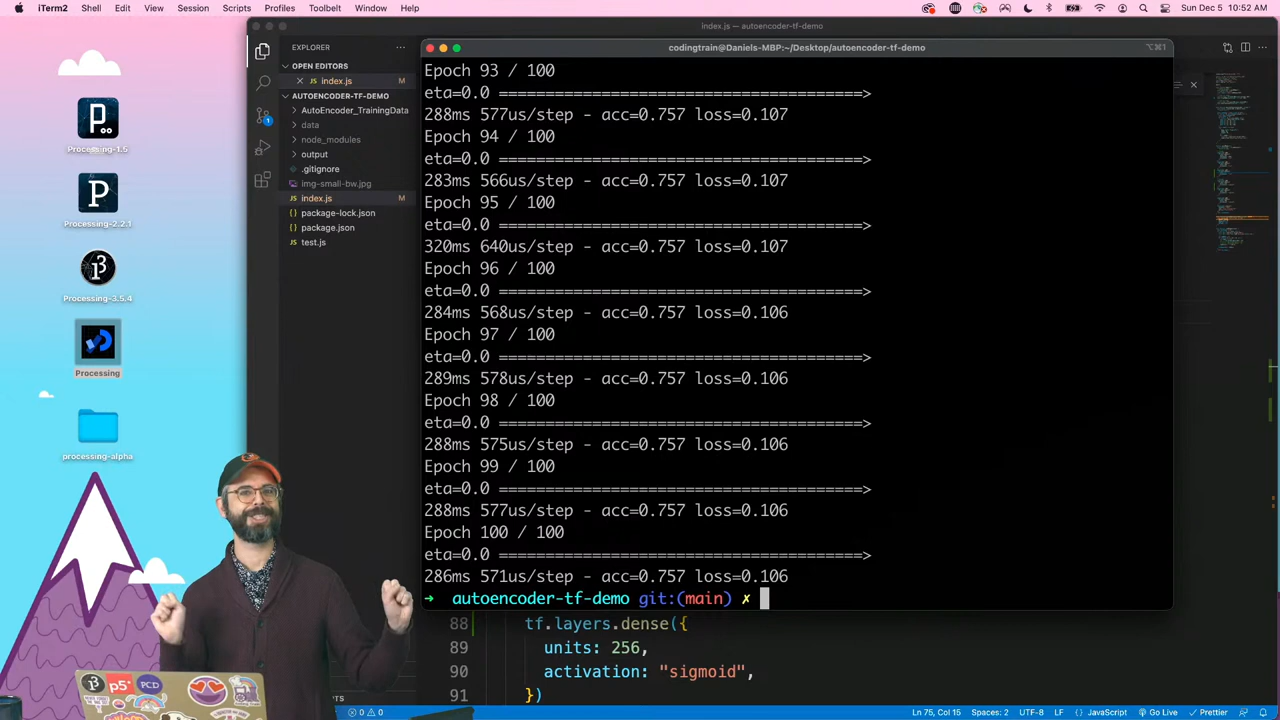 iTerm2 Shell Edit View Session Scripts Profiles Toolbelt Window Help
Sun Dec 5 10:52 AM
index.js — autoencoder-tf-demo
Processing-1.5
Processing-2.2.1
Processing-3.5.4
Processing
processing-alpha
EXPLORER
OPEN EDITORS
JS index.js M
AUTOENCODER-TF-DEMO
AutoEncoder_TrainingData
data
node_modules
output
.gitignore
img-small-bw.jpg
JS index.js M
{} package-lock.json
{} package.json
JS test.js
codingtrain@Daniels-MBP:~/Desktop/autoencoder-tf-demo
⌥⌘1
Epoch 93 / 100
eta=0.0 =======================================>
288ms 577us/step - acc=0.757 loss=0.107
Epoch 94 / 100
eta=0.0 =======================================>
283ms 566us/step - acc=0.757 loss=0.107
Epoch 95 / 100
eta=0.0 =======================================>
320ms 640us/step - acc=0.757 loss=0.107
Epoch 96 / 100
eta=0.0 =======================================>
284ms 568us/step - acc=0.757 loss=0.106
Epoch 97 / 100
eta=0.0 =======================================>
289ms 578us/step - acc=0.757 loss=0.106
Epoch 98 / 100
eta=0.0 =======================================>
288ms 575us/step - acc=0.757 loss=0.106
Epoch 99 / 100
eta=0.0 =======================================>
288ms 577us/step - acc=0.757 loss=0.106
Epoch 100 / 100
eta=0.0 =======================================>
286ms 571us/step - acc=0.757 loss=0.106
➜ autoencoder-tf-demo git:(main) ✗
88 tf.layers.dense({
89 units: 256,
90 activation: "sigmoid",
91 })
p5*
PCD
0 0
Ln 75, Col 15 Spaces: 2 UTF-8 LF {} JavaScript Go Live Prettier